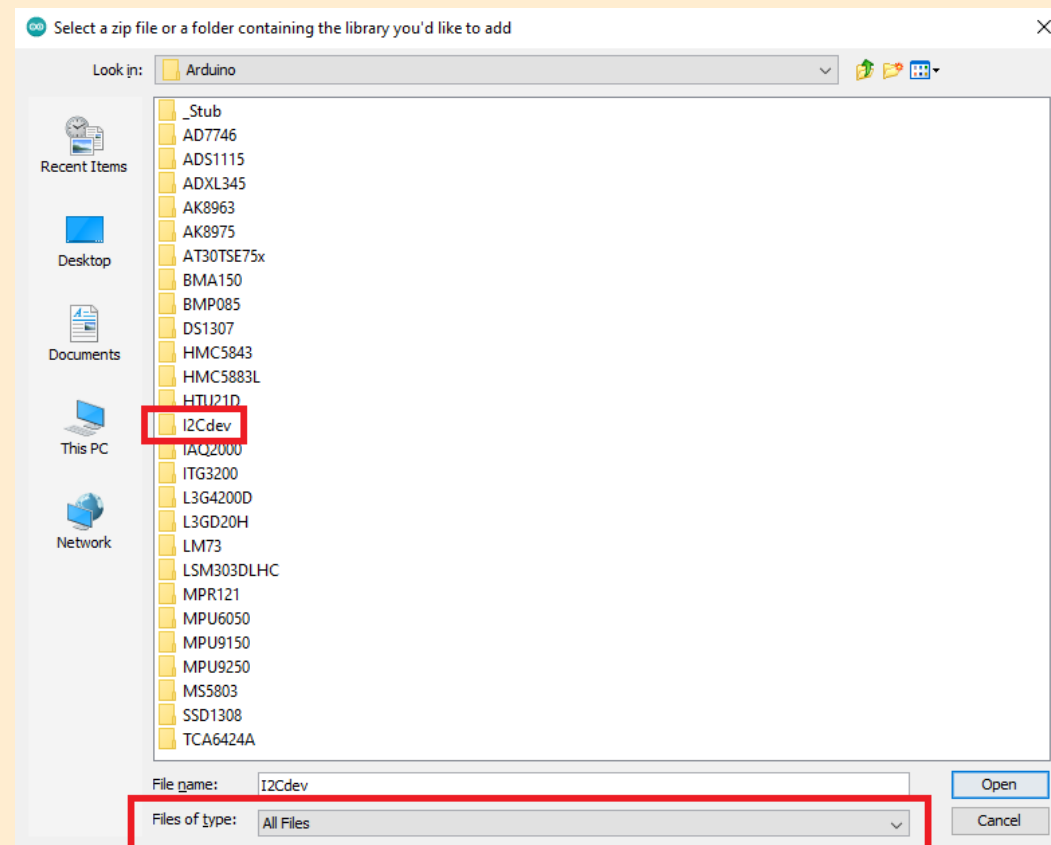 Select a zip file or a folder containing the library you'd like to add
Look in:
Arduino
Recent Items
Desktop
Documents
This PC
Network
_Stub
AD7746
ADS1115
ADXL345
AK8963
AK8975
AT30TSE75x
BMA150
BMP085
DS1307
HMC5843
HMC5883L
HTU21D
I2Cdev
IAQ2000
ITG3200
L3G4200D
L3GD20H
LM73
LSM303DLHC
MPR121
MPU6050
MPU9150
MPU9250
MS5803
SSD1308
TCA6424A
File name:
I2Cdev
Open
Files of type:
All Files
Cancel